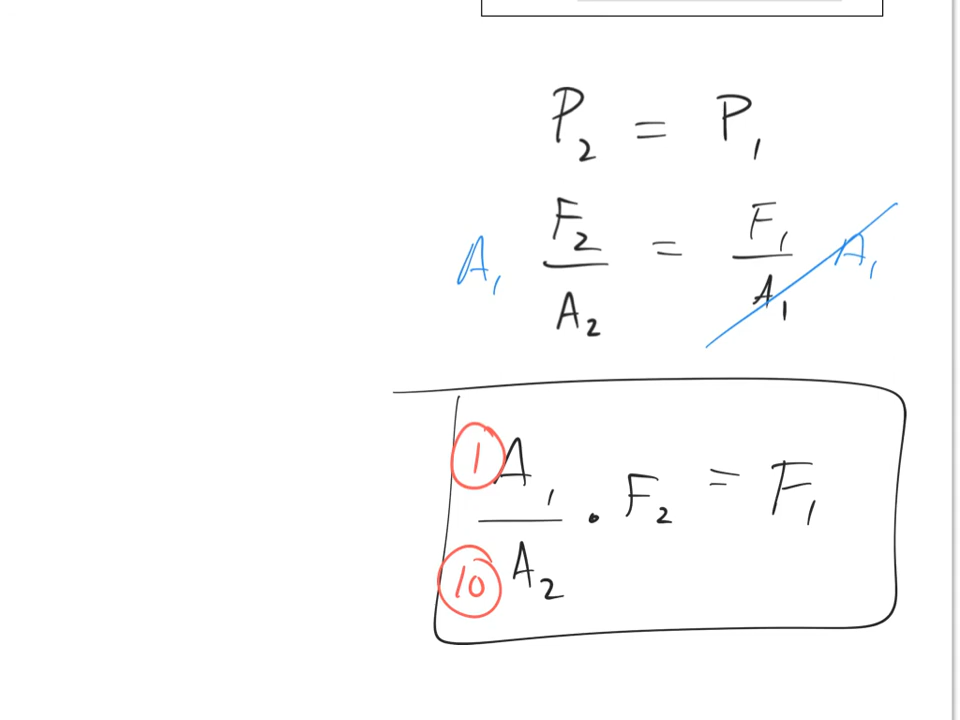 P₂ = P₁
A₁ F₂/A₂ = F₁/A₁ A₁
1 A₁/10 A₂ · F₂ = F₁